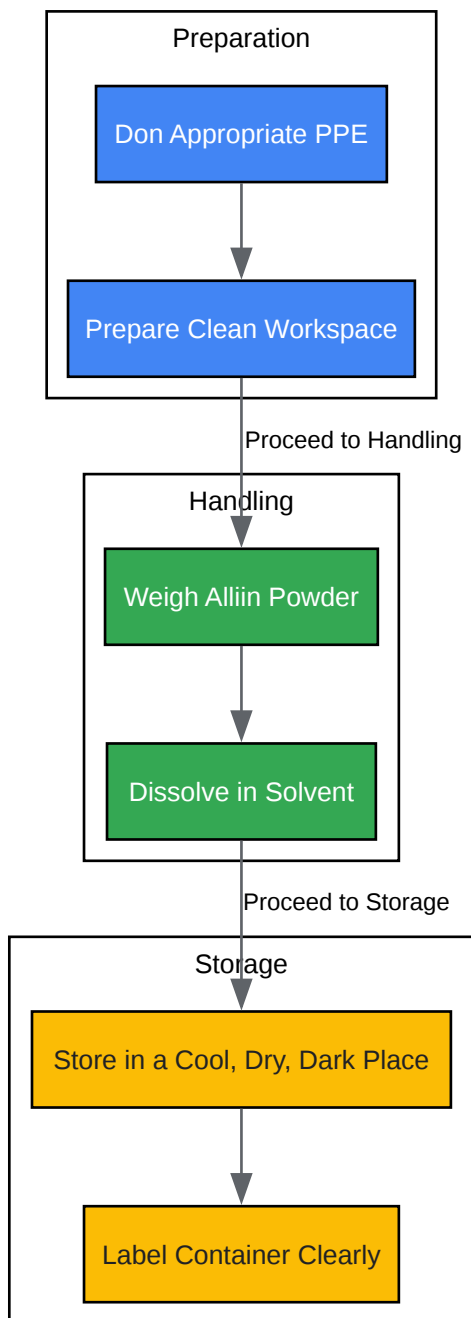 Preparation
Don Appropriate PPE
Prepare Clean Workspace
Proceed to Handling
Handling
Weigh Alliin Powder
Dissolve in Solvent
Proceed to Storage
Storage
Store in a Cool, Dry, Dark Place
Label Container Clearly